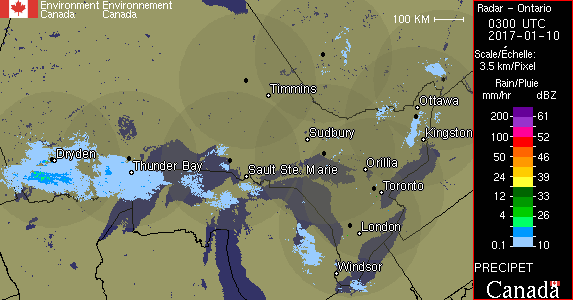 Environment Environnement
Canada Canada
100 KM
Timmins
Ottawa
Sudbury
Kingston
Dryden
Thunder Bay
Sault Ste. Marie
Orillia
Toronto
London
Windsor
Radar - Ontario
0300 UTC
2017-01-10
Scale/Échelle:
3.5 km/Pixel
Rain/Pluie
mm/hr dBZ
200 61
100 52
50 46
24 39
12 34
4 26
0.1 10
PRECIPET
Canada